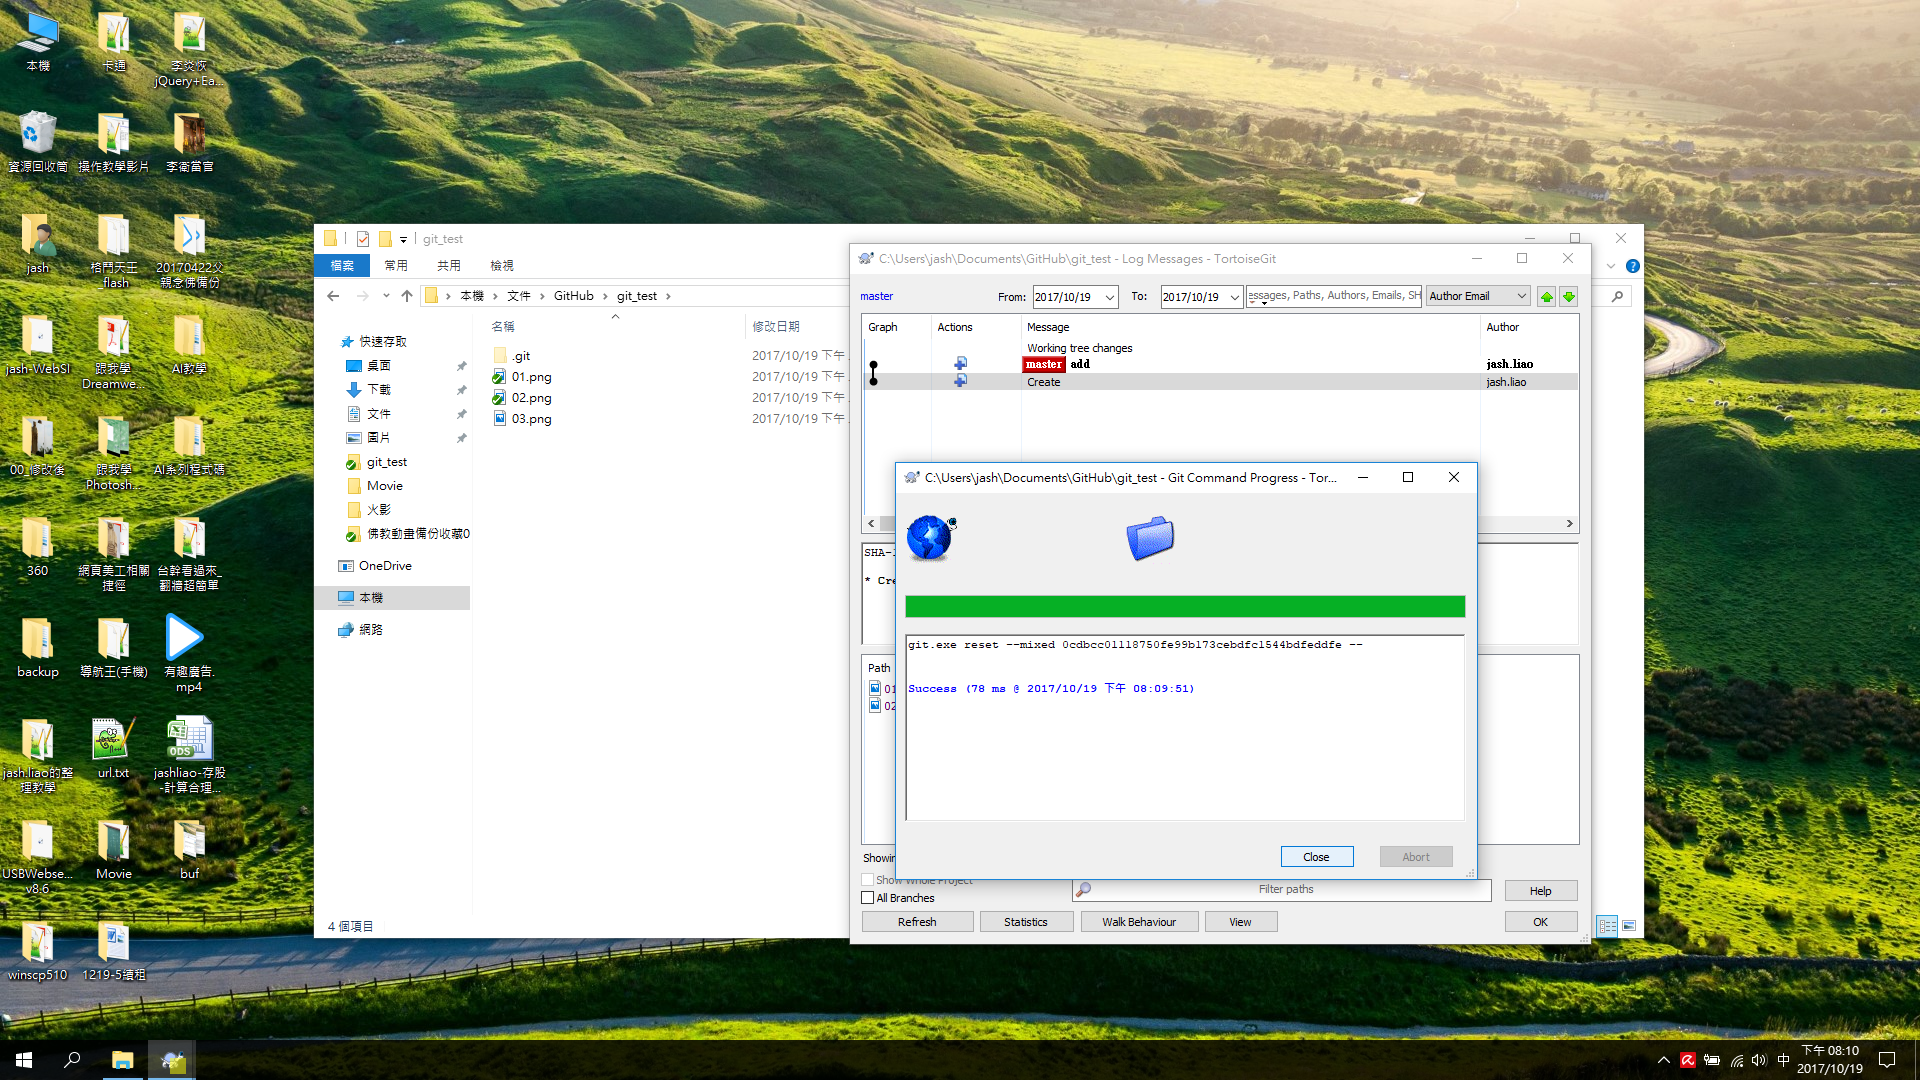 本機
卡通
李炎恢
jQuery+Ea...
資源回收筒
操作教學影片
李衛當官
jash
格鬥天王
_flash
20170422父
親念佛備份
jash-WebSI
跟我學
Dreamwe...
AI教學
00_修改後
跟我學
Photosh...
AI系列程式碼
360
網頁美工相關
捷徑
台幹看過來_
翻牆超簡單
backup
導航王(手機)
有趣廣告.
mp4
jash.liao的整
理教學
url.txt
ODS
jashliao-存股
-計算合理...
USBWebse...
v8.6
Movie
buf
winscp510
1219-5續租
git_test
檔案
常用
共用
檢視
本機
文件
GitHub
git_test
名稱
修改日期
快速存取
桌面
下載
文件
圖片
git_test
Movie
火影
佛教動畫備份收藏0
OneDrive
本機
網路
.git
2017/10/19 下午
01.png
2017/10/19 下午
02.png
2017/10/19 下午
03.png
2017/10/19 下午
4 個項目
C:\Users\jash\Documents\GitHub\git_test - Log Messages - TortoiseGit
master
From:
2017/10/19
To:
2017/10/19
essages, Paths, Authors, Emails, SH
Author Email
Graph
Actions
Message
Author
Working tree changes
master add
jash.liao
Create
jash.liao
SHA-
* Cre
Path
01
02
C:\Users\jash\Documents\GitHub\git_test - Git Command Progress - Tor...
git.exe reset --mixed 0cdbcc01118750fe99b173cebdfc1544bdfeddfe --
Success (78 ms @ 2017/10/19 下午 08:09:51)
Close
Abort
Showin
Show Whole Project
All Branches
Filter paths
Help
Refresh
Statistics
Walk Behaviour
View
OK
中
下午 08:10
2017/10/19